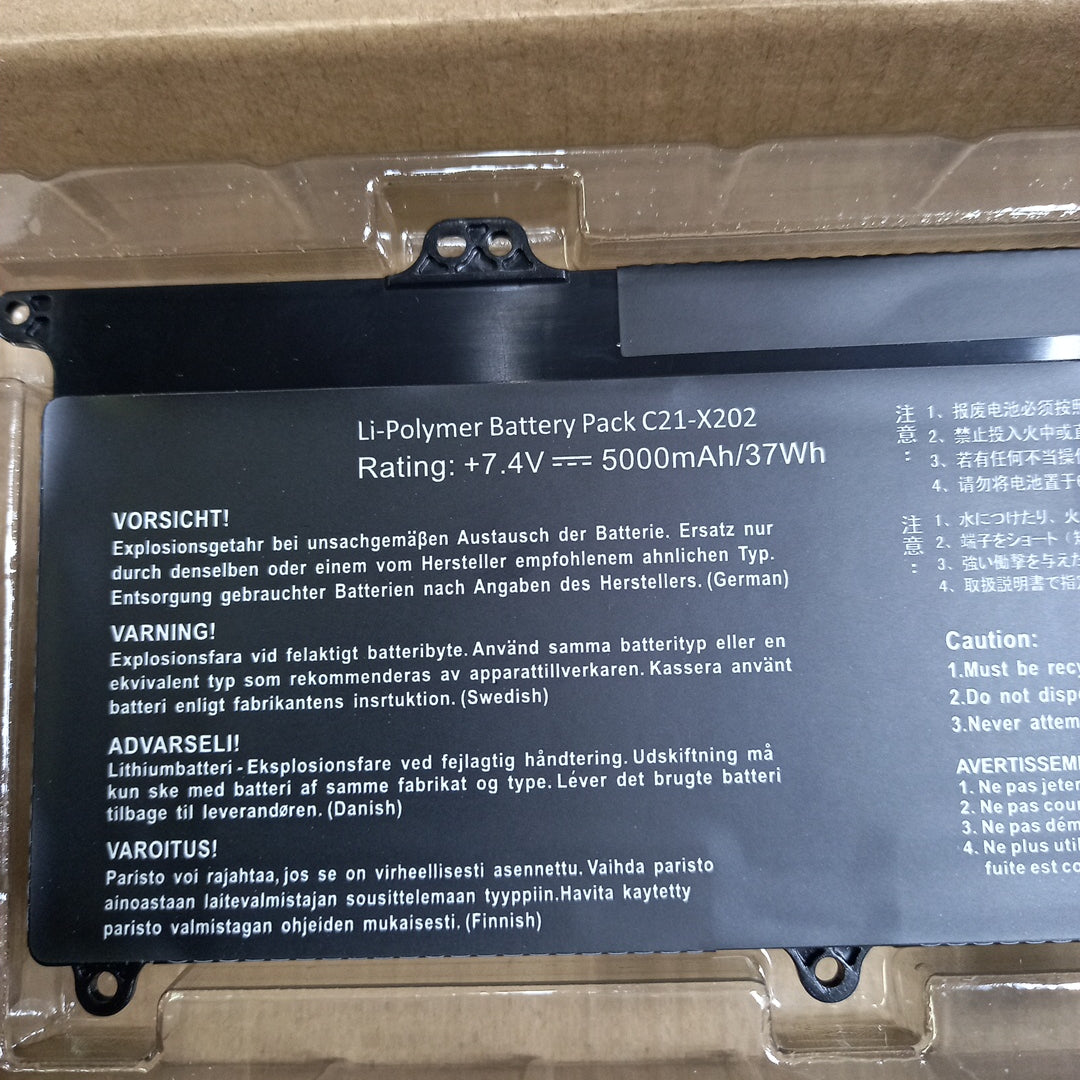 Li-Polymer Battery Pack C21-X202
Rating: +7.4V 5000mAh/37Wh
VORSICHT!
Explosionsgetahr bei unsachgemäβen Austausch der Batterie. Ersatz nur
durch denselben oder einem vom Hersteller empfohlenem ahnlichen Typ.
Entsorgung gebrauchter Batterien nach Angaben des Herstellers. (German)
VARNING!
Explosionsfara vid felaktigt batteribyte. Använd samma batterityp eller en
ekvivalent typ som rekommenderas av apparattillverkaren. Kassera använt
batteri enligt fabrikantens insrtuktion. (Swedish)
ADVARSELI!
Lithiumbatteri - Eksplosionsfare ved fejlagtig håndtering. Udskiftning må
kun ske med batteri af samme fabrikat og type. Léver det brugte batteri
tilbage til leverandøren. (Danish)
VAROITUS!
Paristo voi rajahtaa, jos se on virheellisesti asennettu. Vaihda paristo
ainoastaan laitevalmistajan sousittelemaan tyyppiin. Havita kaytetty
paristo valmistagan ohjeiden mukaisesti. (Finnish)
注意:
1、报废电池必须按照
2、禁止投入火中或
3、若有任何不当操
4、请勿将电池置于
注意:
1、水につけたり、火
2、端子をショート（
3、強い衝撃を与えた
4、取扱説明書で指
Caution:
1.Must be recy
2.Do not disp
3.Never attem
AVERTISSEM
1. Ne pas jeter
2. Ne pas cour
3. Ne pas dém
4. Ne plus util
fuite est co